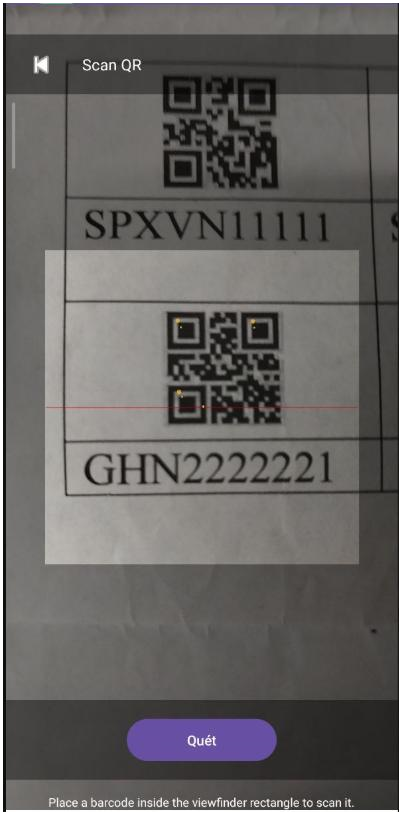 Scan QR
SPXVN11111
GHN2222221
Quét
Place a barcode inside the viewfinder rectangle to scan it.